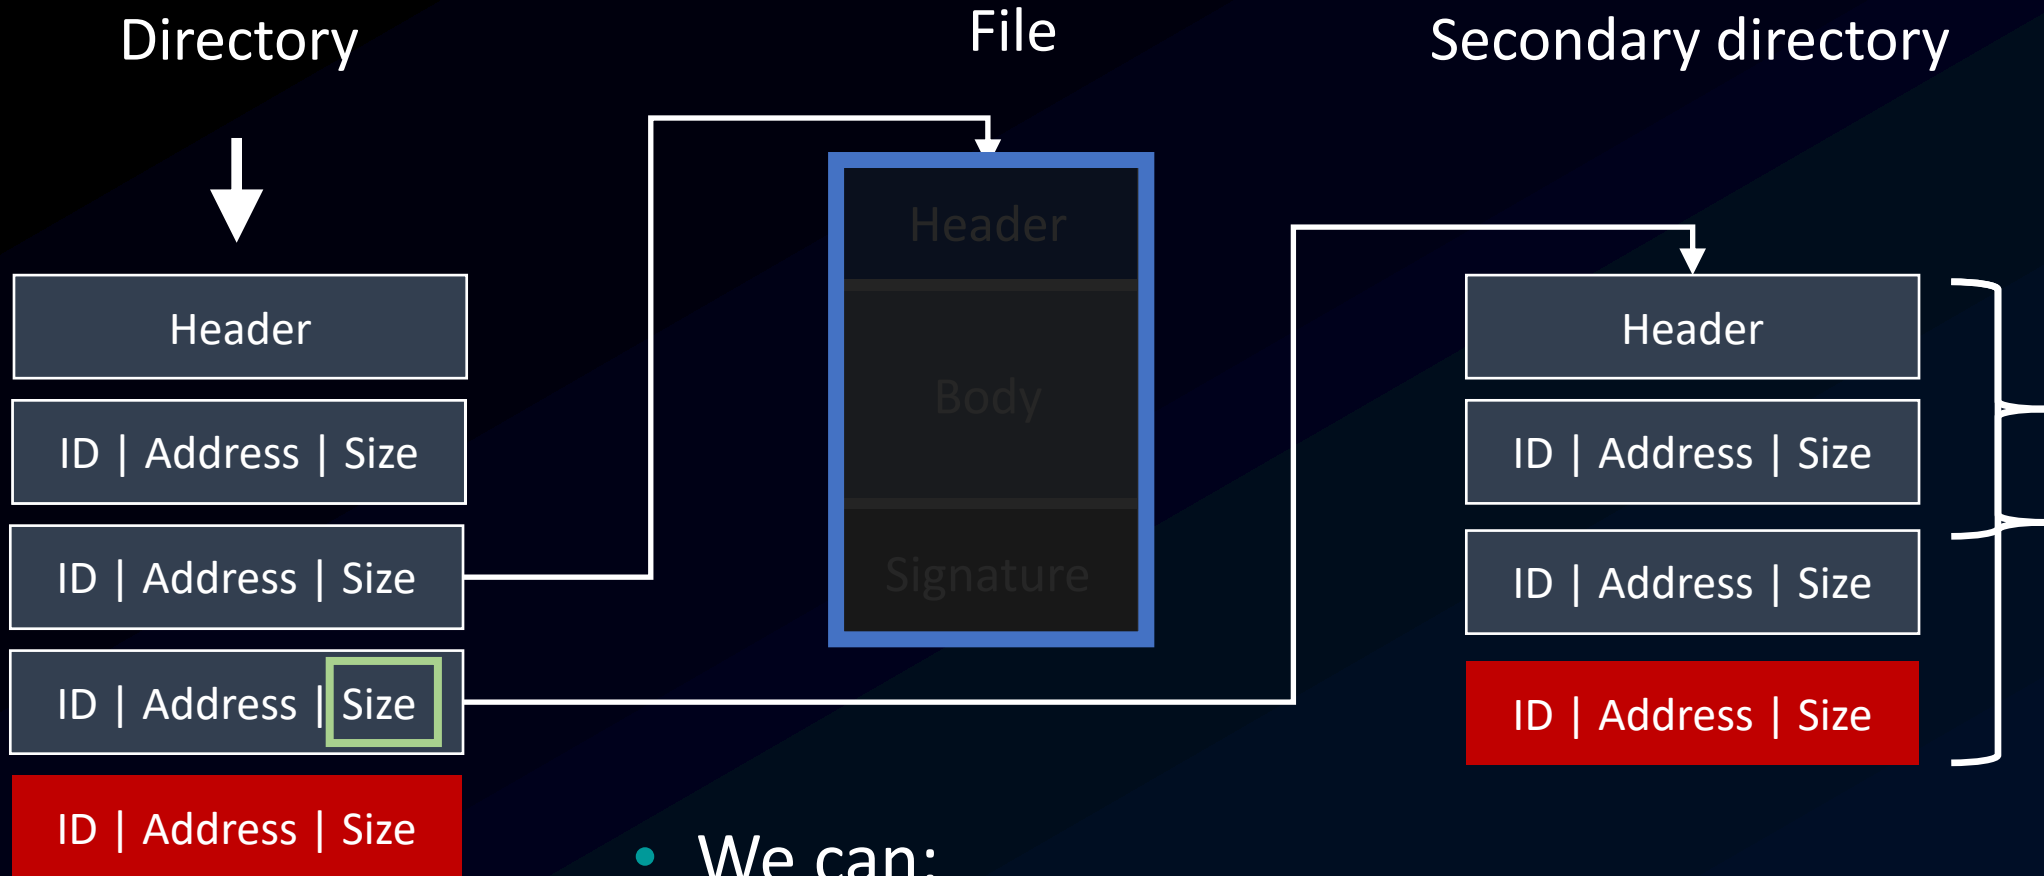 Directory
File
Secondary directory
Header
ID | Address | Size
ID | Address | Size
ID | Address | Size
ID | Address | Size
Header
Body
Signature
Header
ID | Address | Size
ID | Address | Size
ID | Address | Size
• We can: